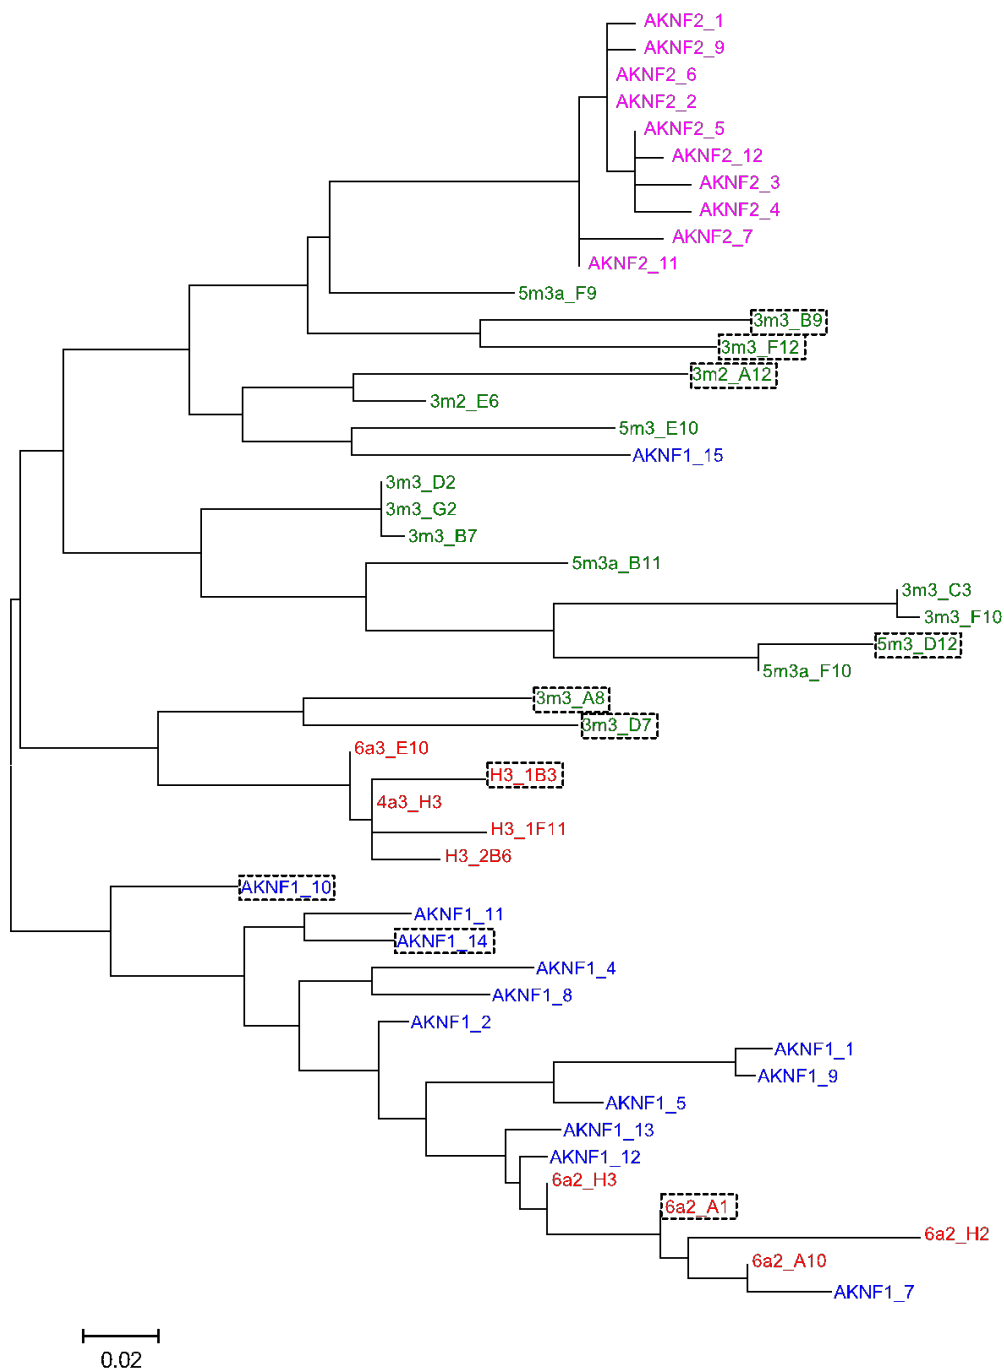 AKNF2_1
AKNF2_9
AKNF2_6
AKNF2_2
AKNF2_5
AKNF2_12
AKNF2_3
AKNF2_4
AKNF2_7
AKNF2_11
5m3a_F9
3m3_B9
3m3_F12
3m2_A12
3m2_E6
5m3_E10
AKNF1_15
3m3_D2
3m3_G2
3m3_B7
5m3a_B11
3m3_C3
3m3_F10
5m3_D12
5m3a_F10
3m3_A8
3m3_D7
6a3_E10
H3_1B3
4a3_H3
H3_1F11
H3_2B6
AKNF1_10
AKNF1_11
AKNF1_14
AKNF1_4
AKNF1_8
AKNF1_2
AKNF1_1
AKNF1_9
AKNF1_5
AKNF1_13
AKNF1_12
6a2_H3
6a2_A1
6a2_H2
6a2_A10
AKNF1_7
0.02